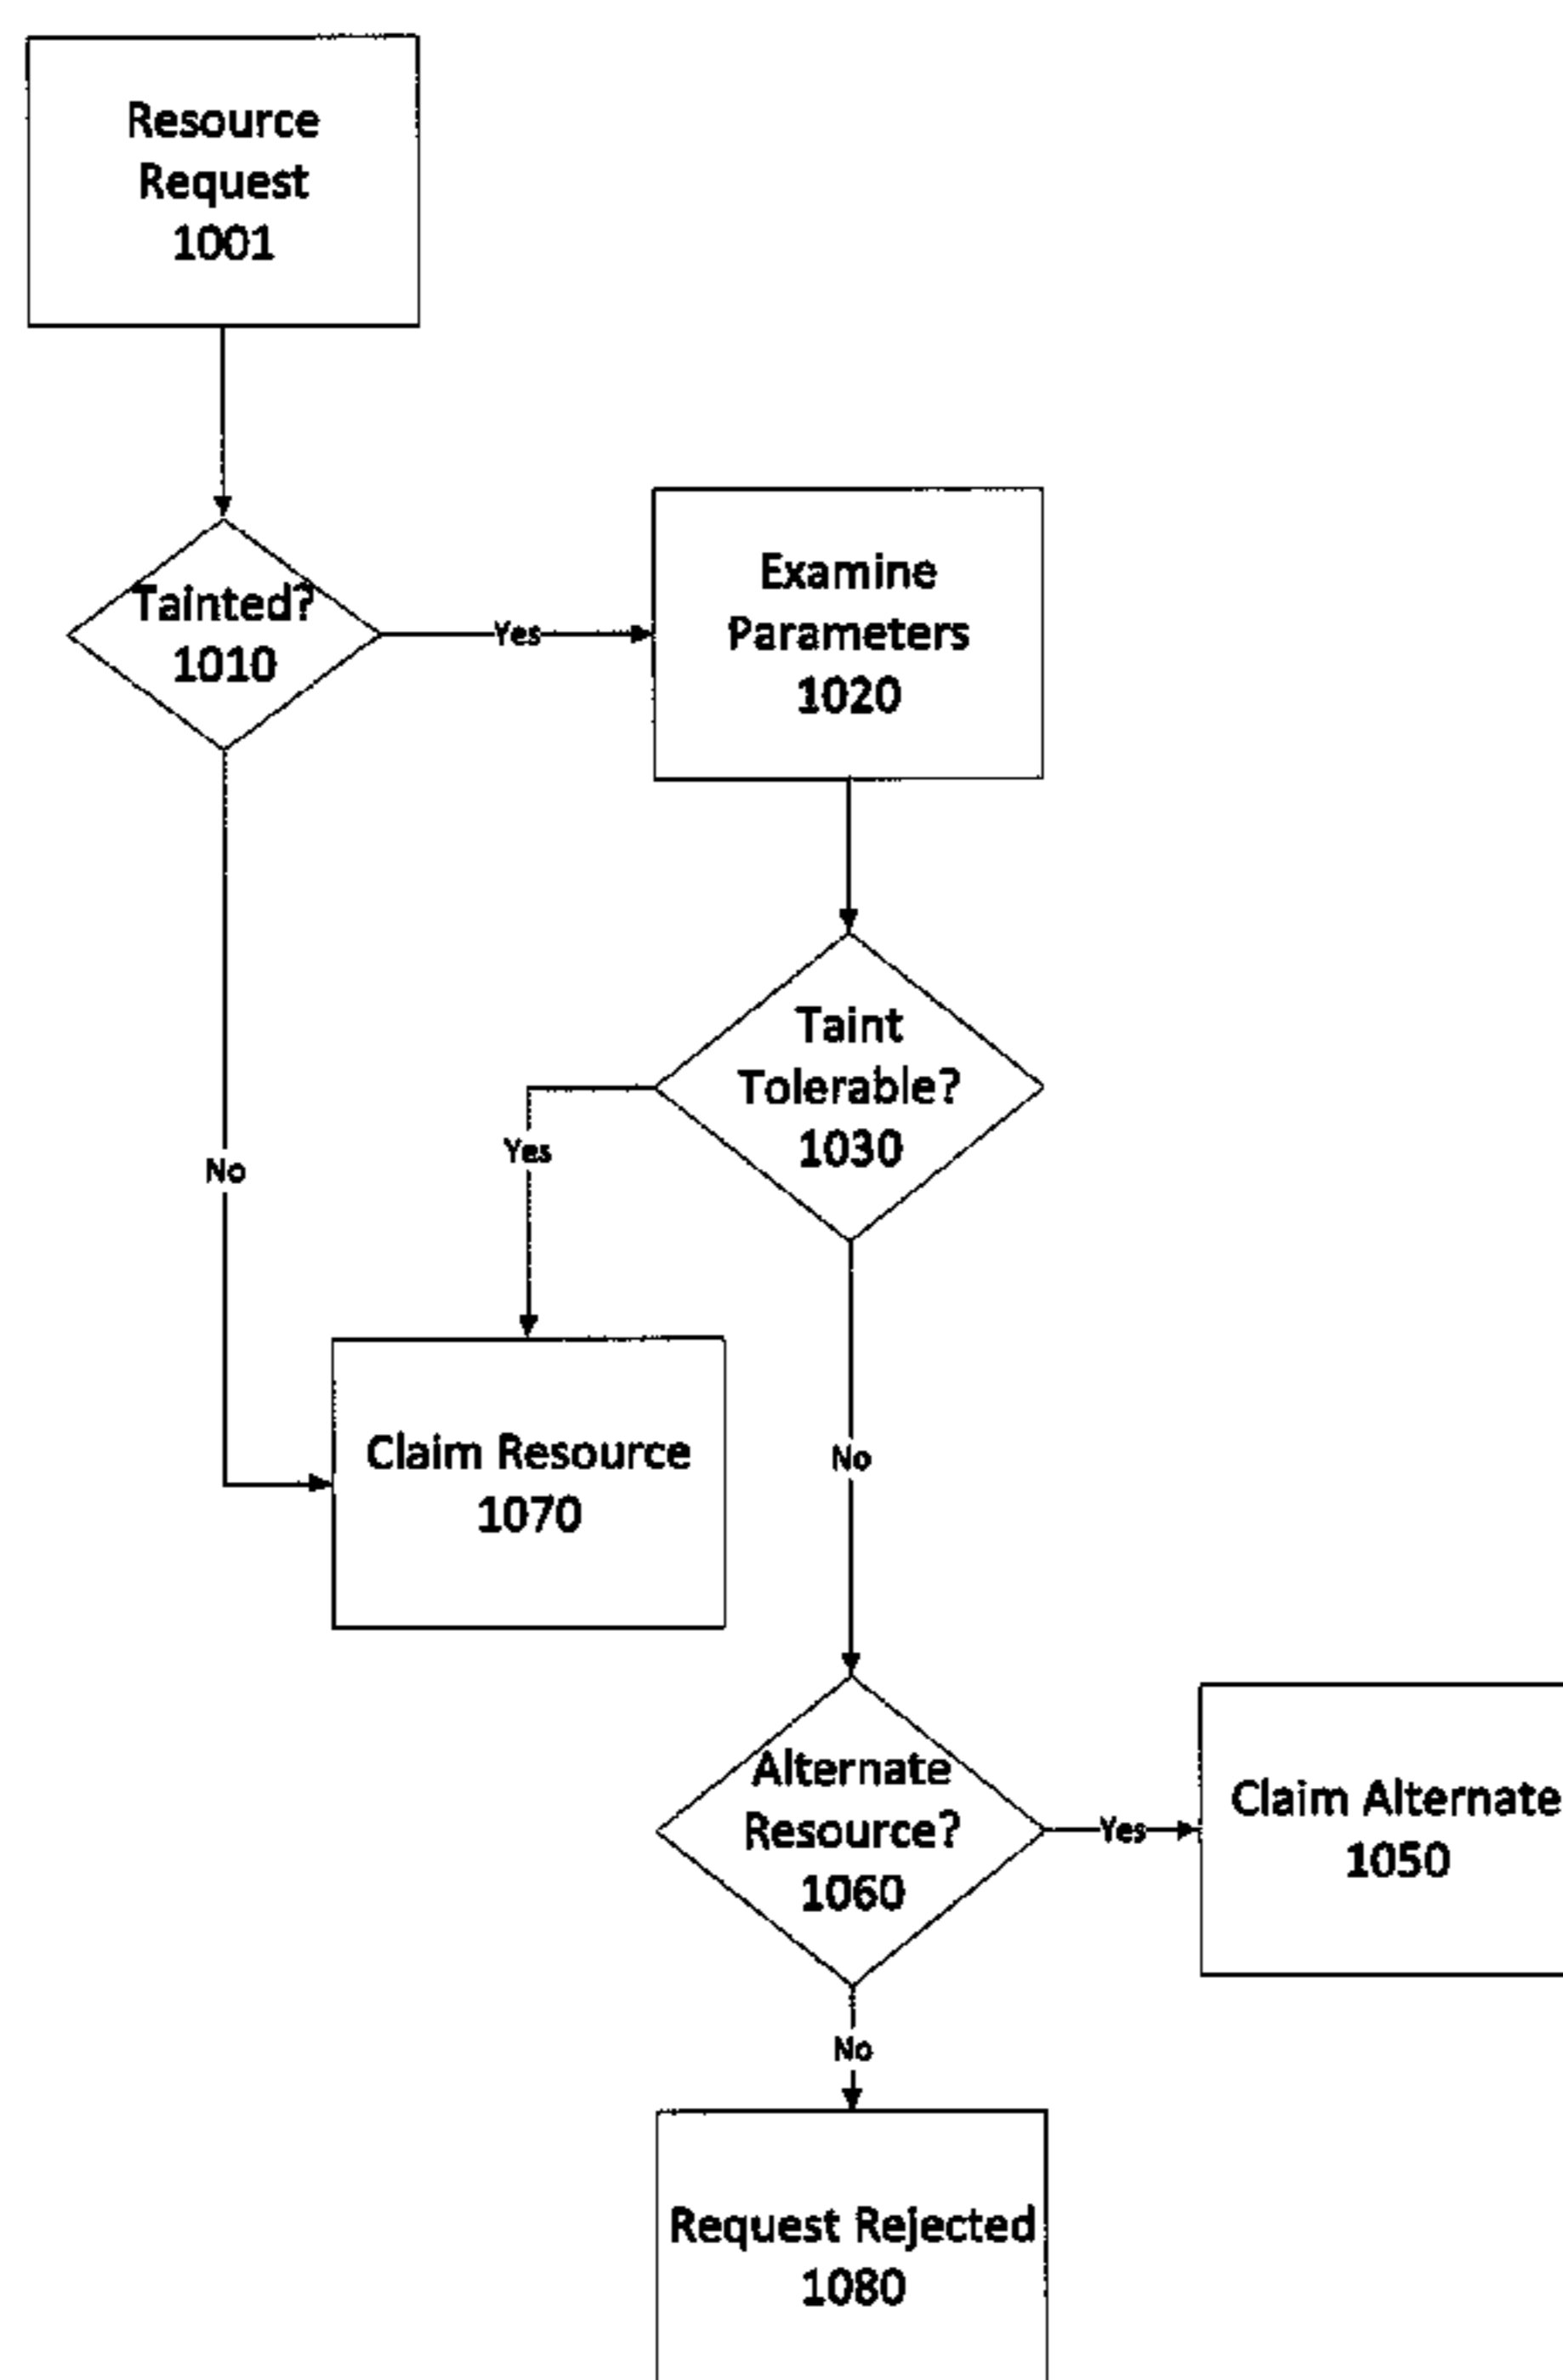 Resource
Request
1001
Tainted?
1010
Yes
Examine
Parameters
1020
Taint
Tolerable?
1030
Yes
No
Claim Resource
1070
No
Alternate
Resource?
1060
Yes
Claim Alternate
1050
No
Request Rejected
1080